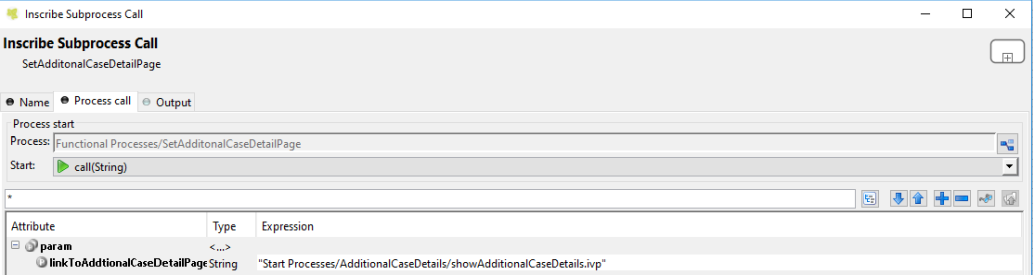 Inscribe Subprocess Call
Inscribe Subprocess Call
SetAdditonalCaseDetailPage
Name Process call Output
Process start
Process: Functional Processes/SetAdditonalCaseDetailPage
Start: call(String)
*
Attribute Type Expression
param <...>
linkToAddtionalCaseDetailPage String "Start Processes/AdditionalCaseDetails/showAdditionalCaseDetails.ivp"